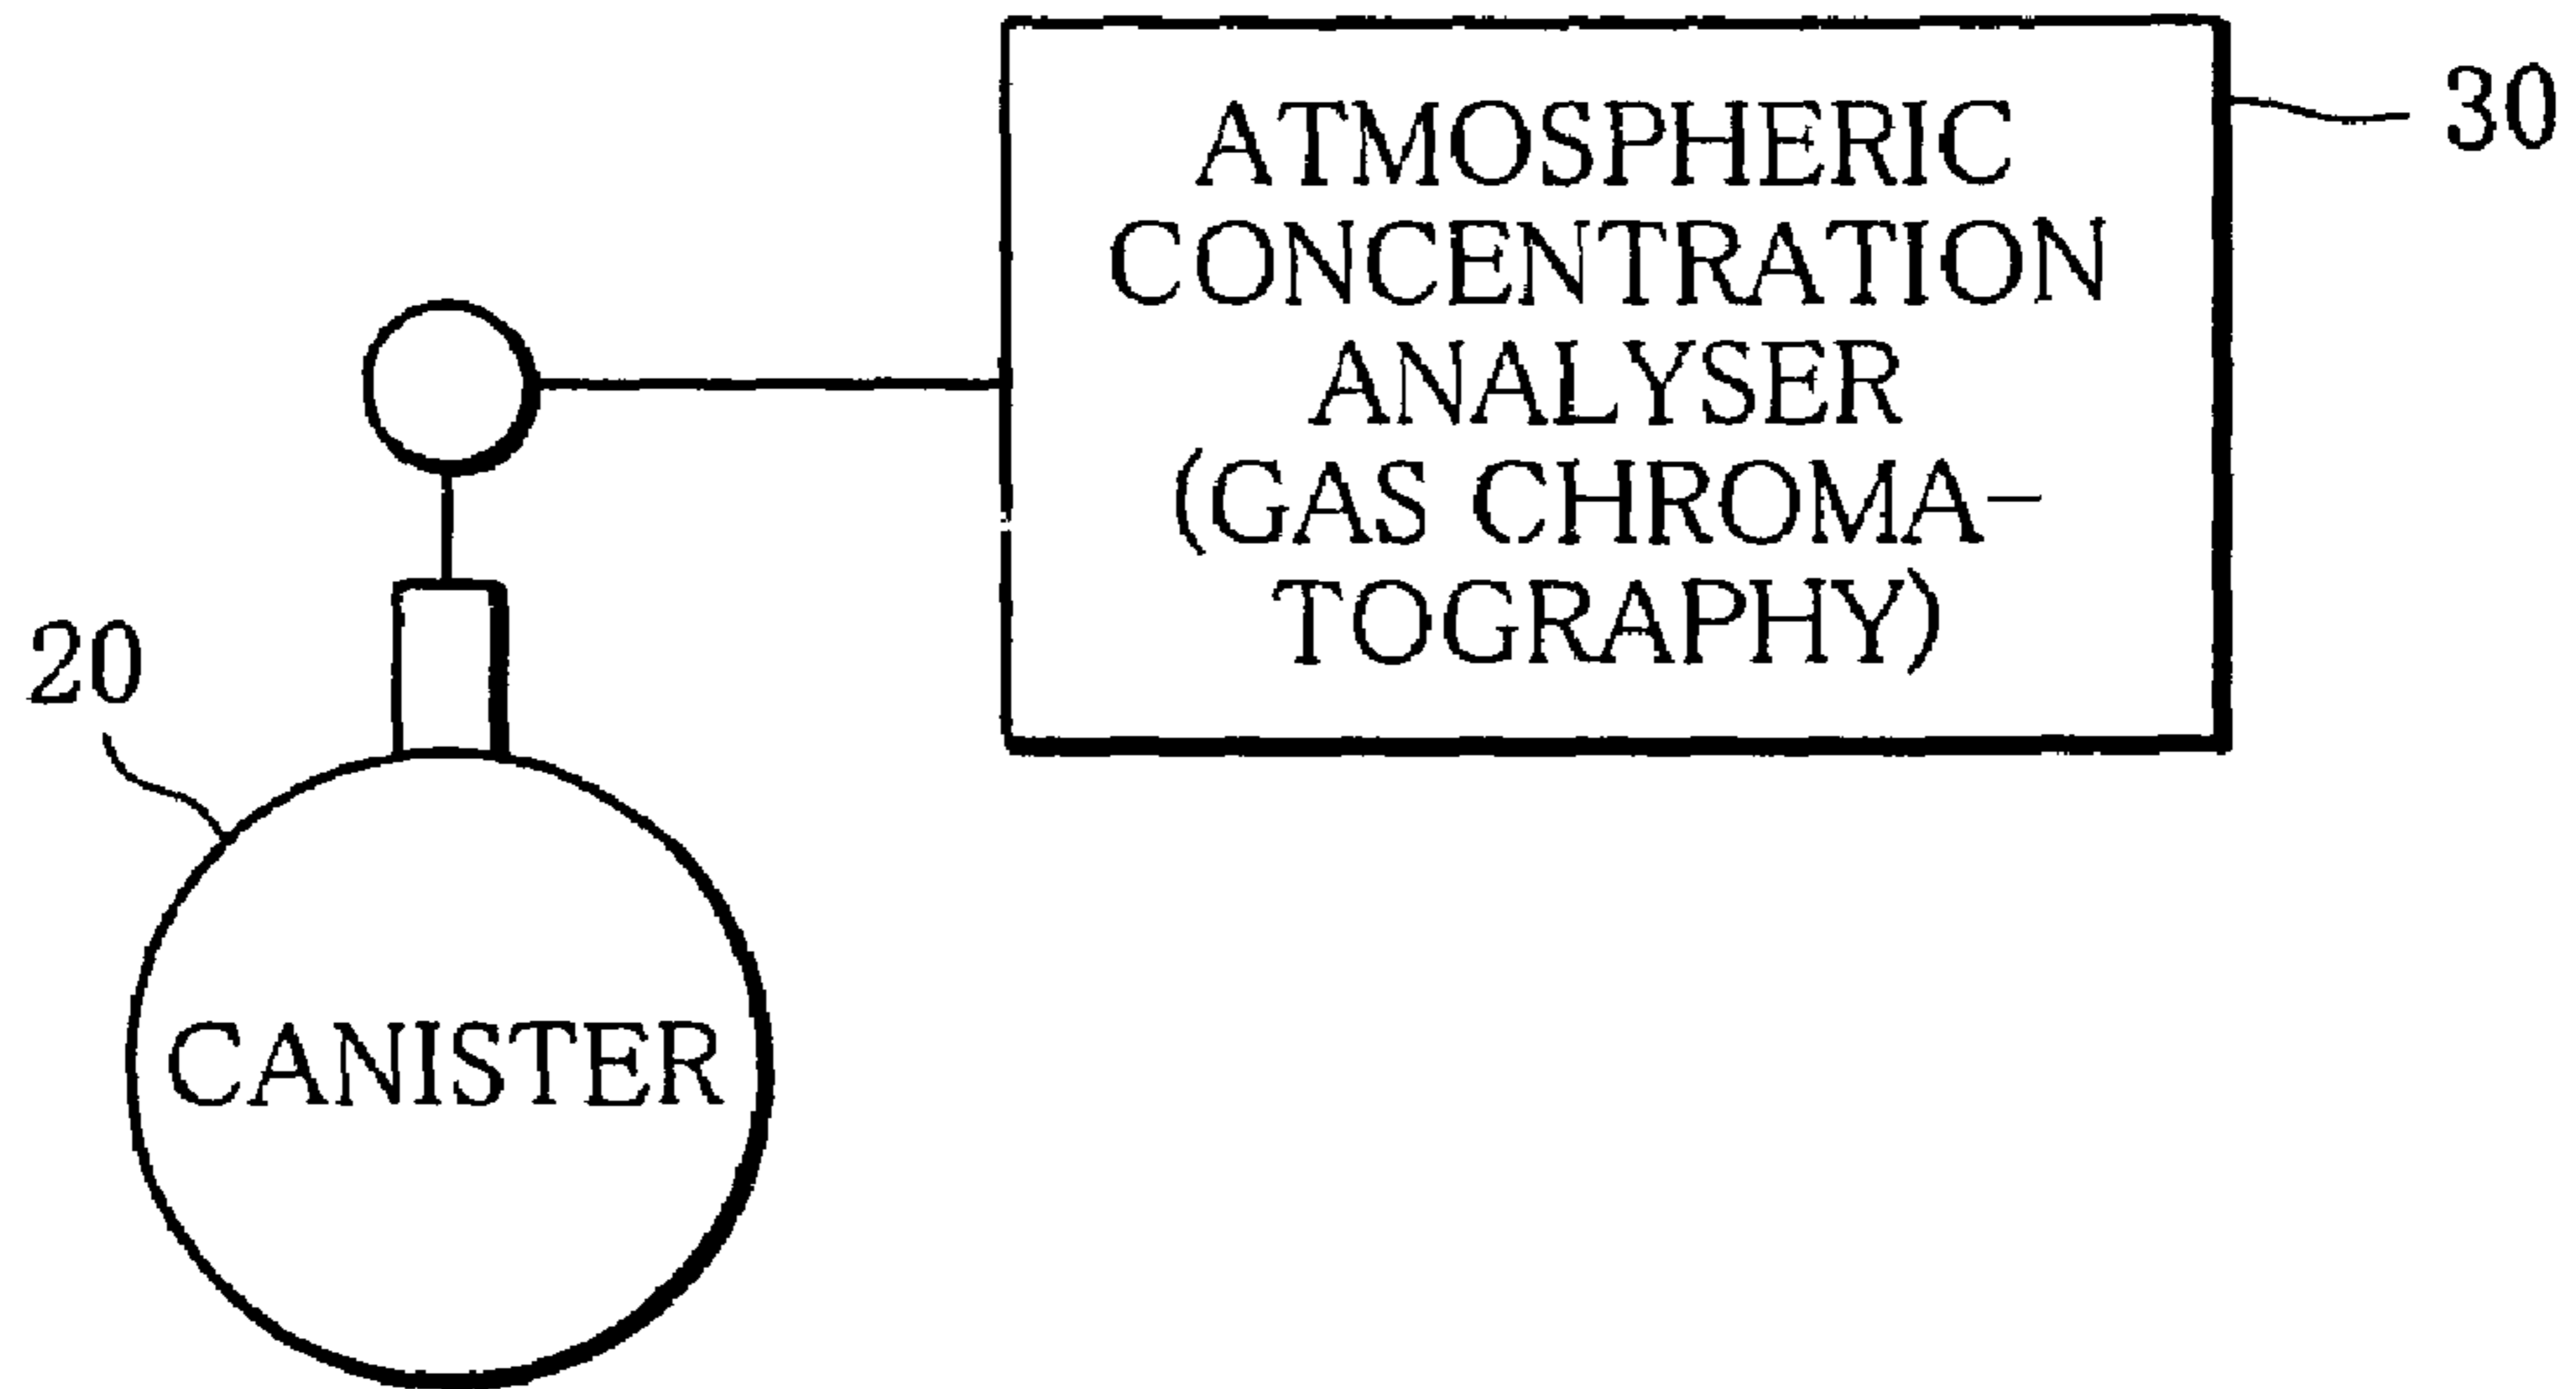 ATMOSPHERIC
CONCENTRATION
ANALYSER
(GAS CHROMA-
TOGRAPHY)
30
20
CANISTER